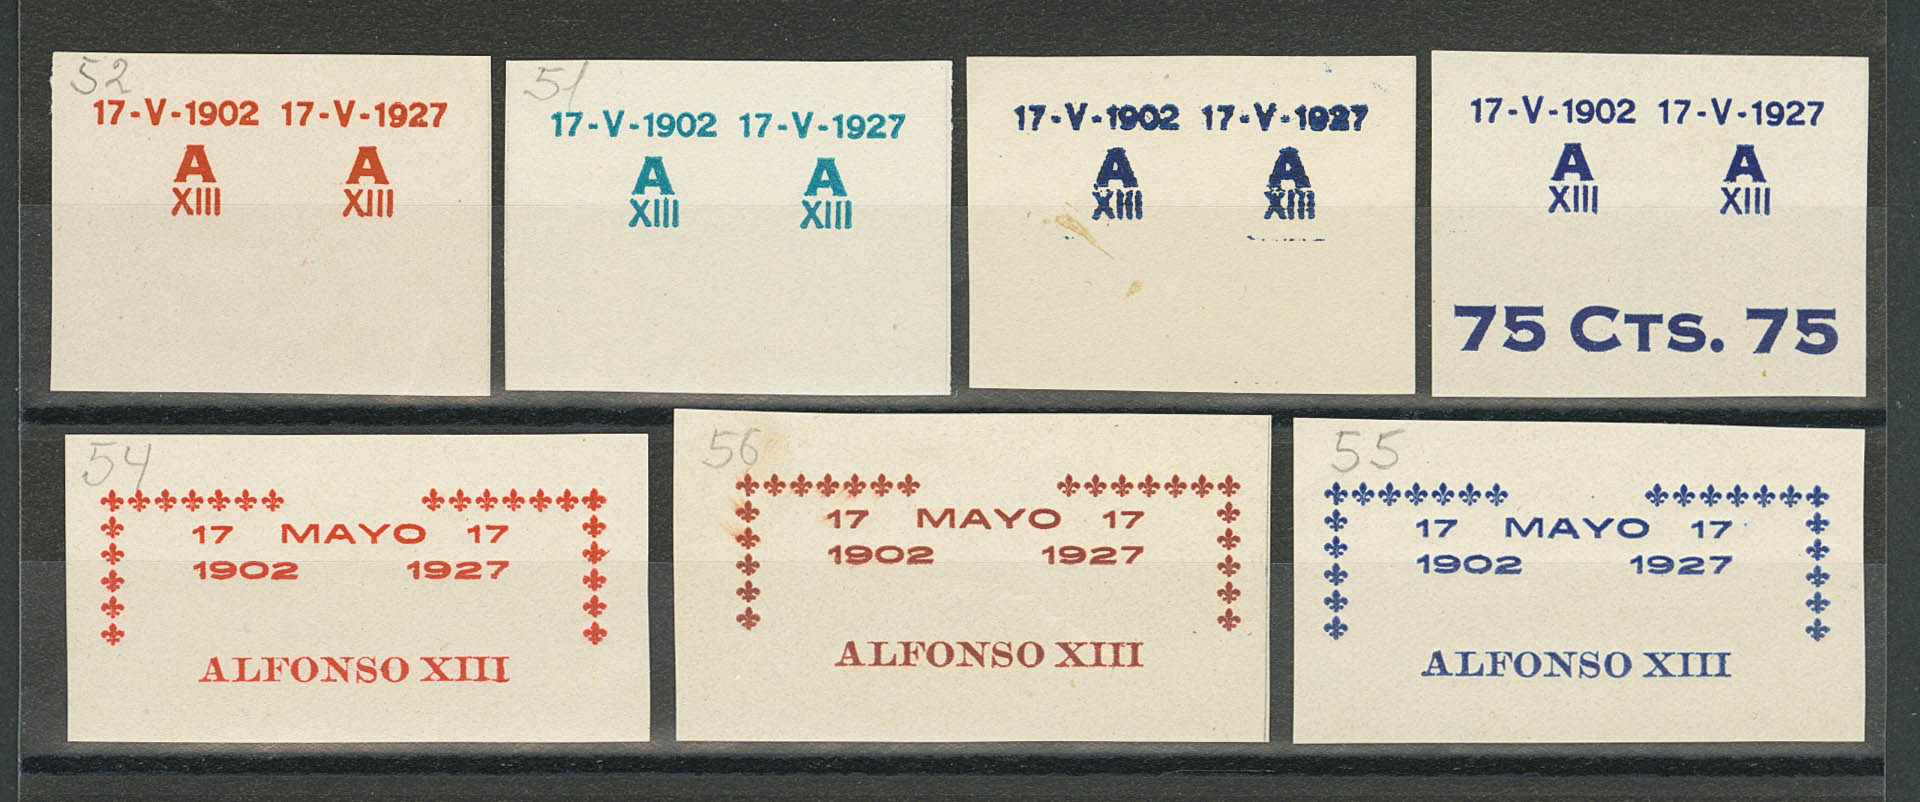 52
17-V-1902 17-V-1927
A A
XIII XIII
51
17-V-1902 17-V-1927
A A
XIII XIII
17-V-1902 17-V-1927
A A
XIII XIII
17-V-1902 17-V-1927
A A
XIII XIII
75 CTS. 75
54
17 MAYO 17
1902 1927
ALFONSO XIII
56
17 MAYO 17
1902 1927
ALFONSO XIII
55
17 MAYO 17
1902 1927
ALFONSO XIII